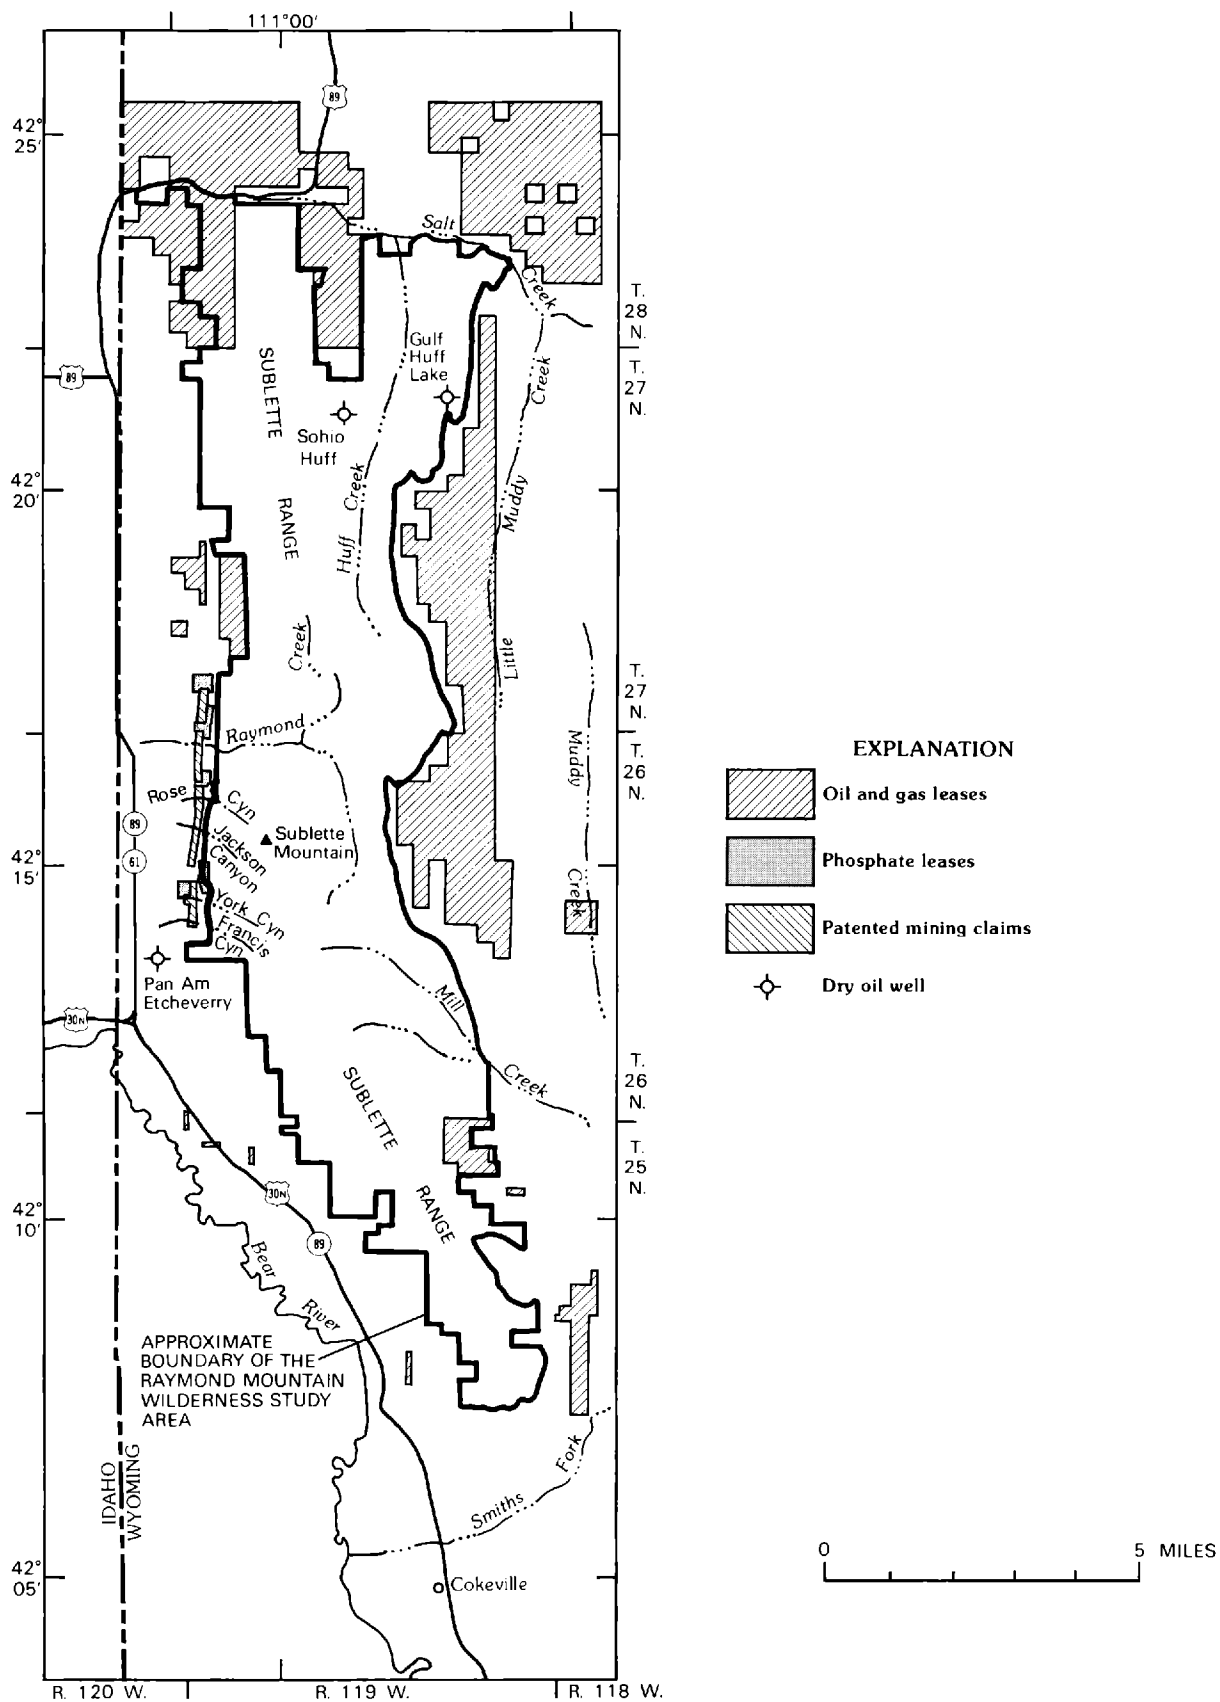 111°00′
89
42°
25′
Salt
Creek
T.
28
N.
Gulf
Huff
Lake
SUBLETTE
T.
27
N.
89
Creek
Sohio
Huff
42°
20′
RANGE
Creek
Huff
Muddy
Little
Creek
T.
27
N.
Raymond
Muddy
T.
26
N.
EXPLANATION
Oil and gas leases
Rose Cyn
89
Sublette
Mountain
Jackson
Canyon
61
42°
15′
Phosphate leases
Creek
York Cyn
Francis
Cyn
Patented mining claims
Pan Am
Etcheverry
Dry oil well
Mill
30N
Creek
SUBLETTE
T.
26
N.
T.
25
N.
30N
RANGE
42°
10′
89
Bear
River
APPROXIMATE
BOUNDARY OF THE
RAYMOND MOUNTAIN
WILDERNESS STUDY
AREA
Fork
Smiths
IDAHO
WYOMING
0 5 MILES
42°
05′
Cokeville
R. 120 W. R. 119 W. R. 118 W.